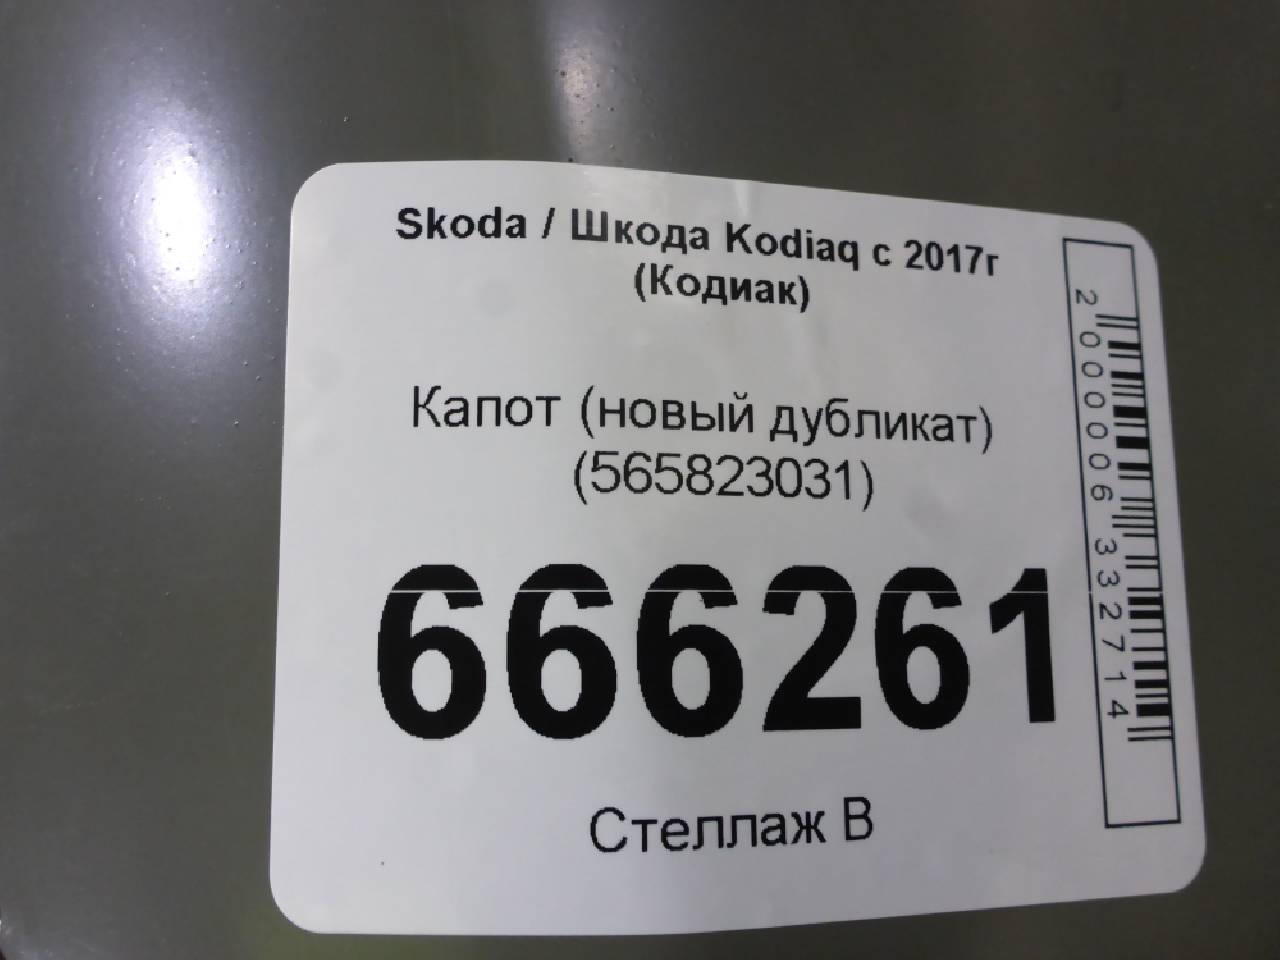 Skoda / Шкода Kodiaq с 2017г
(Кодиак)
Капот (новый дубликат)
(565823031)
666261
Стеллаж В
2000006332714